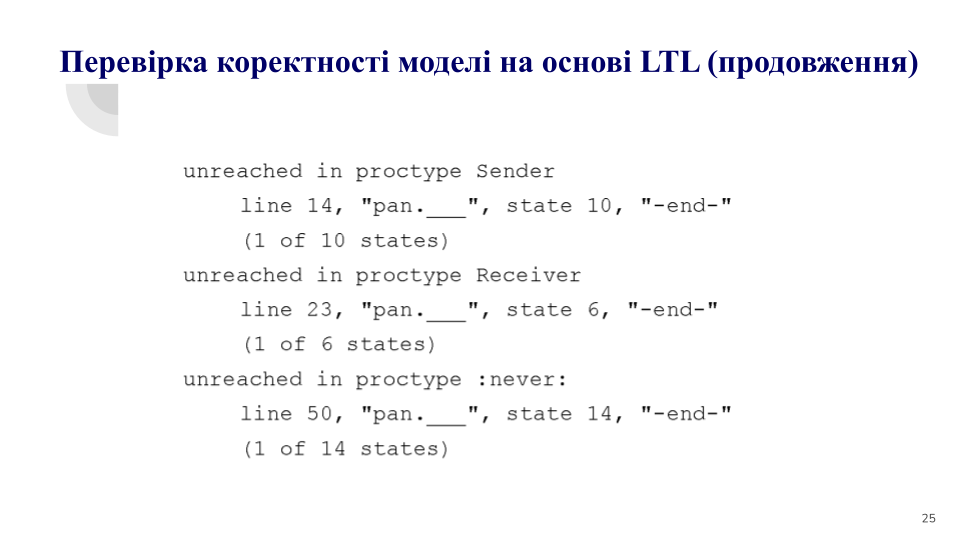 Перевірка коректності моделі на основі LTL (продовження)
unreached in proctype Sender
line 14, "pan.___", state 10, "-end-"
(1 of 10 states)
unreached in proctype Receiver
line 23, "pan.___", state 6, "-end-"
(1 of 6 states)
unreached in proctype :never:
line 50, "pan.___", state 14, "-end-"
(1 of 14 states)
25